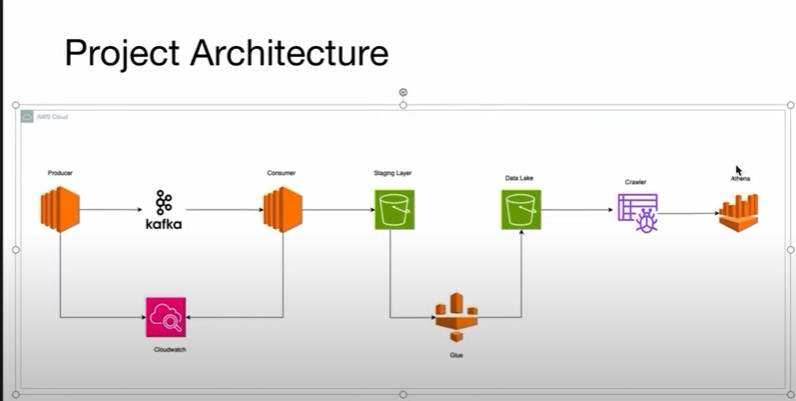 Project Architecture
AWS Cloud
Producer
Consumer
Staging Layer
Data Lake
Crawler
Athena
kafka
Cloudwatch
Glue